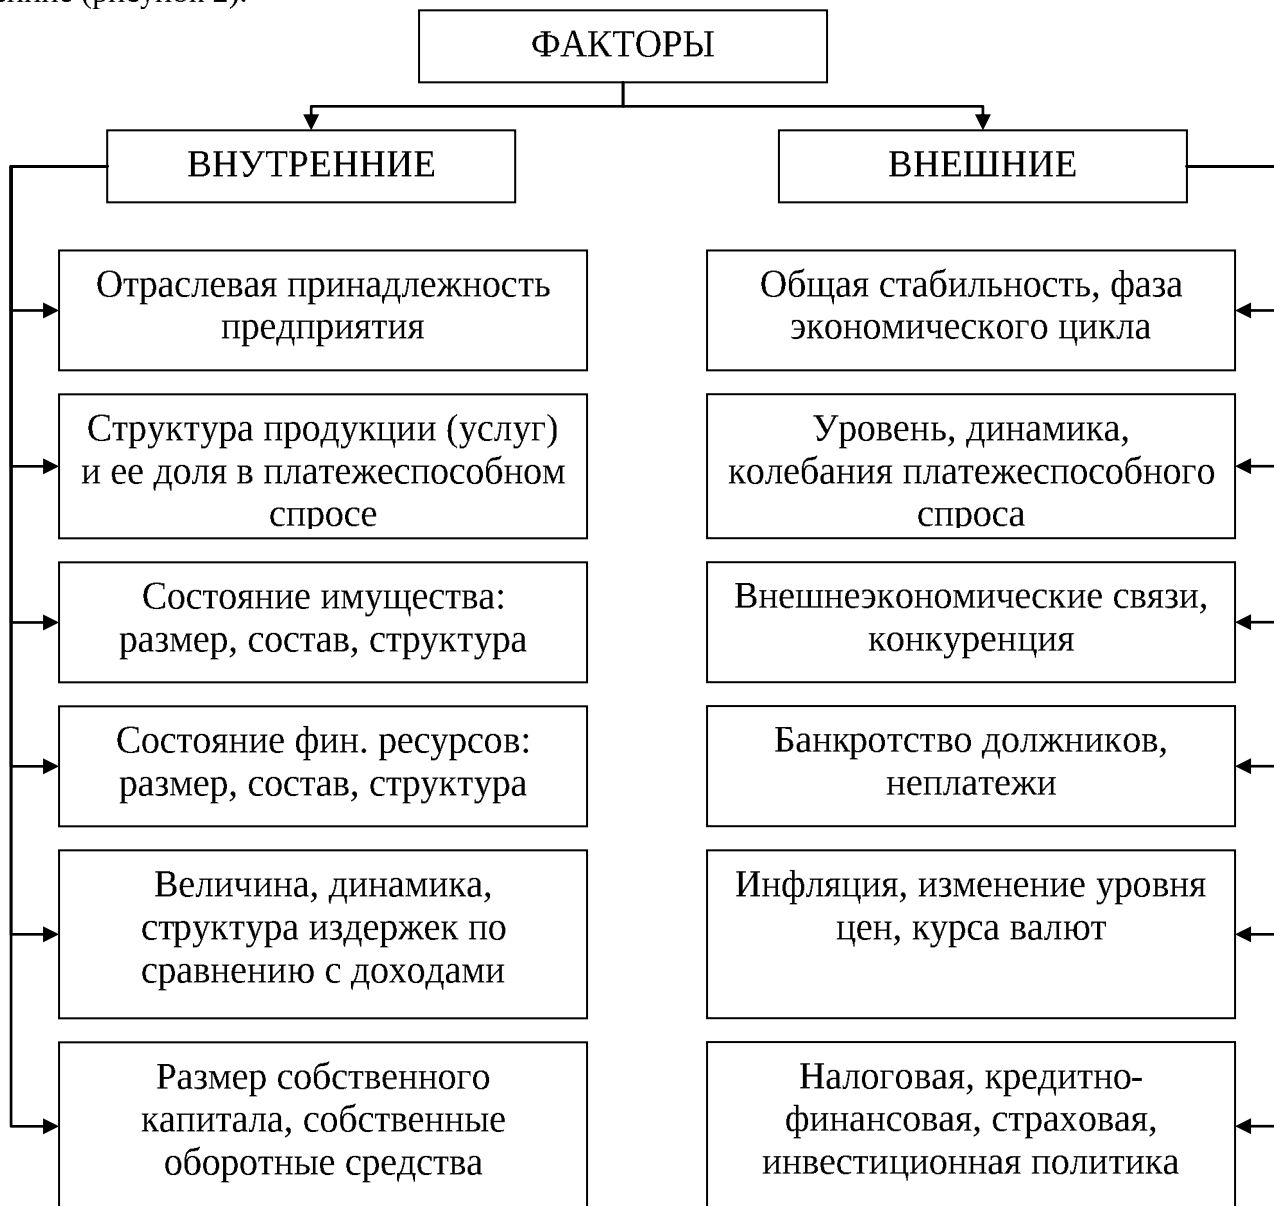 (рисунок 2).
ФАКТОРЫ
ВНУТРЕННИЕ
ВНЕШНИЕ
Отраслевая принадлежность
предприятия
Структура продукции (услуг)
и ее доля в платежеспособном
спросе
Состояние имущества:
размер, состав, структура
Состояние фин. ресурсов:
размер, состав, структура
Величина, динамика,
структура издержек по
сравнению с доходами
Размер собственного
капитала, собственные
оборотные средства
Общая стабильность, фаза
экономического цикла
Уровень, динамика,
колебания платежеспособного
спроса
Внешнеэкономические связи,
конкуренция
Банкротство должников,
неплатежи
Инфляция, изменение уровня
цен, курса валют
Налоговая, кредитно-
финансовая, страховая,
инвестиционная политика